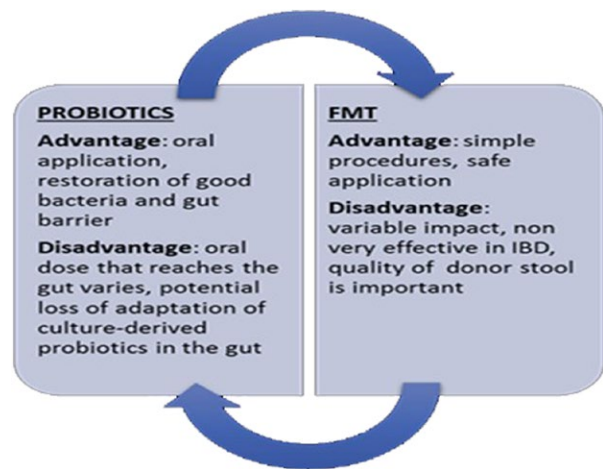 PROBIOTICS
Advantage: oral
application,
restoration of good
bacteria and gut
barrier
Disadvantage: oral
dose that reaches the
gut varies, potential
loss of adaptation of
culture-derived
probiotics in the gut
FMT
Advantage: simple
procedures, safe
application
Disadvantage:
variable impact, non
very effective in IBD,
quality of donor stool
is important